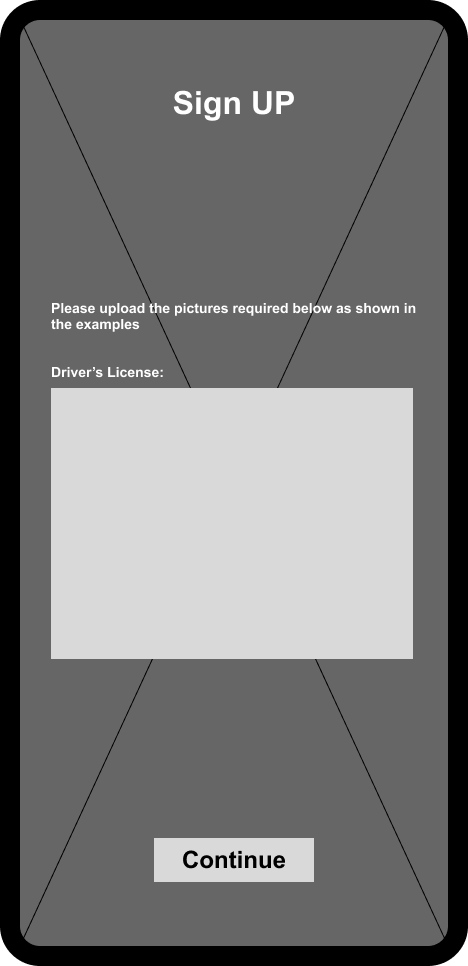 Sign UP
Please upload the pictures required below as shown in
the examples
Driver’s License:
Continue